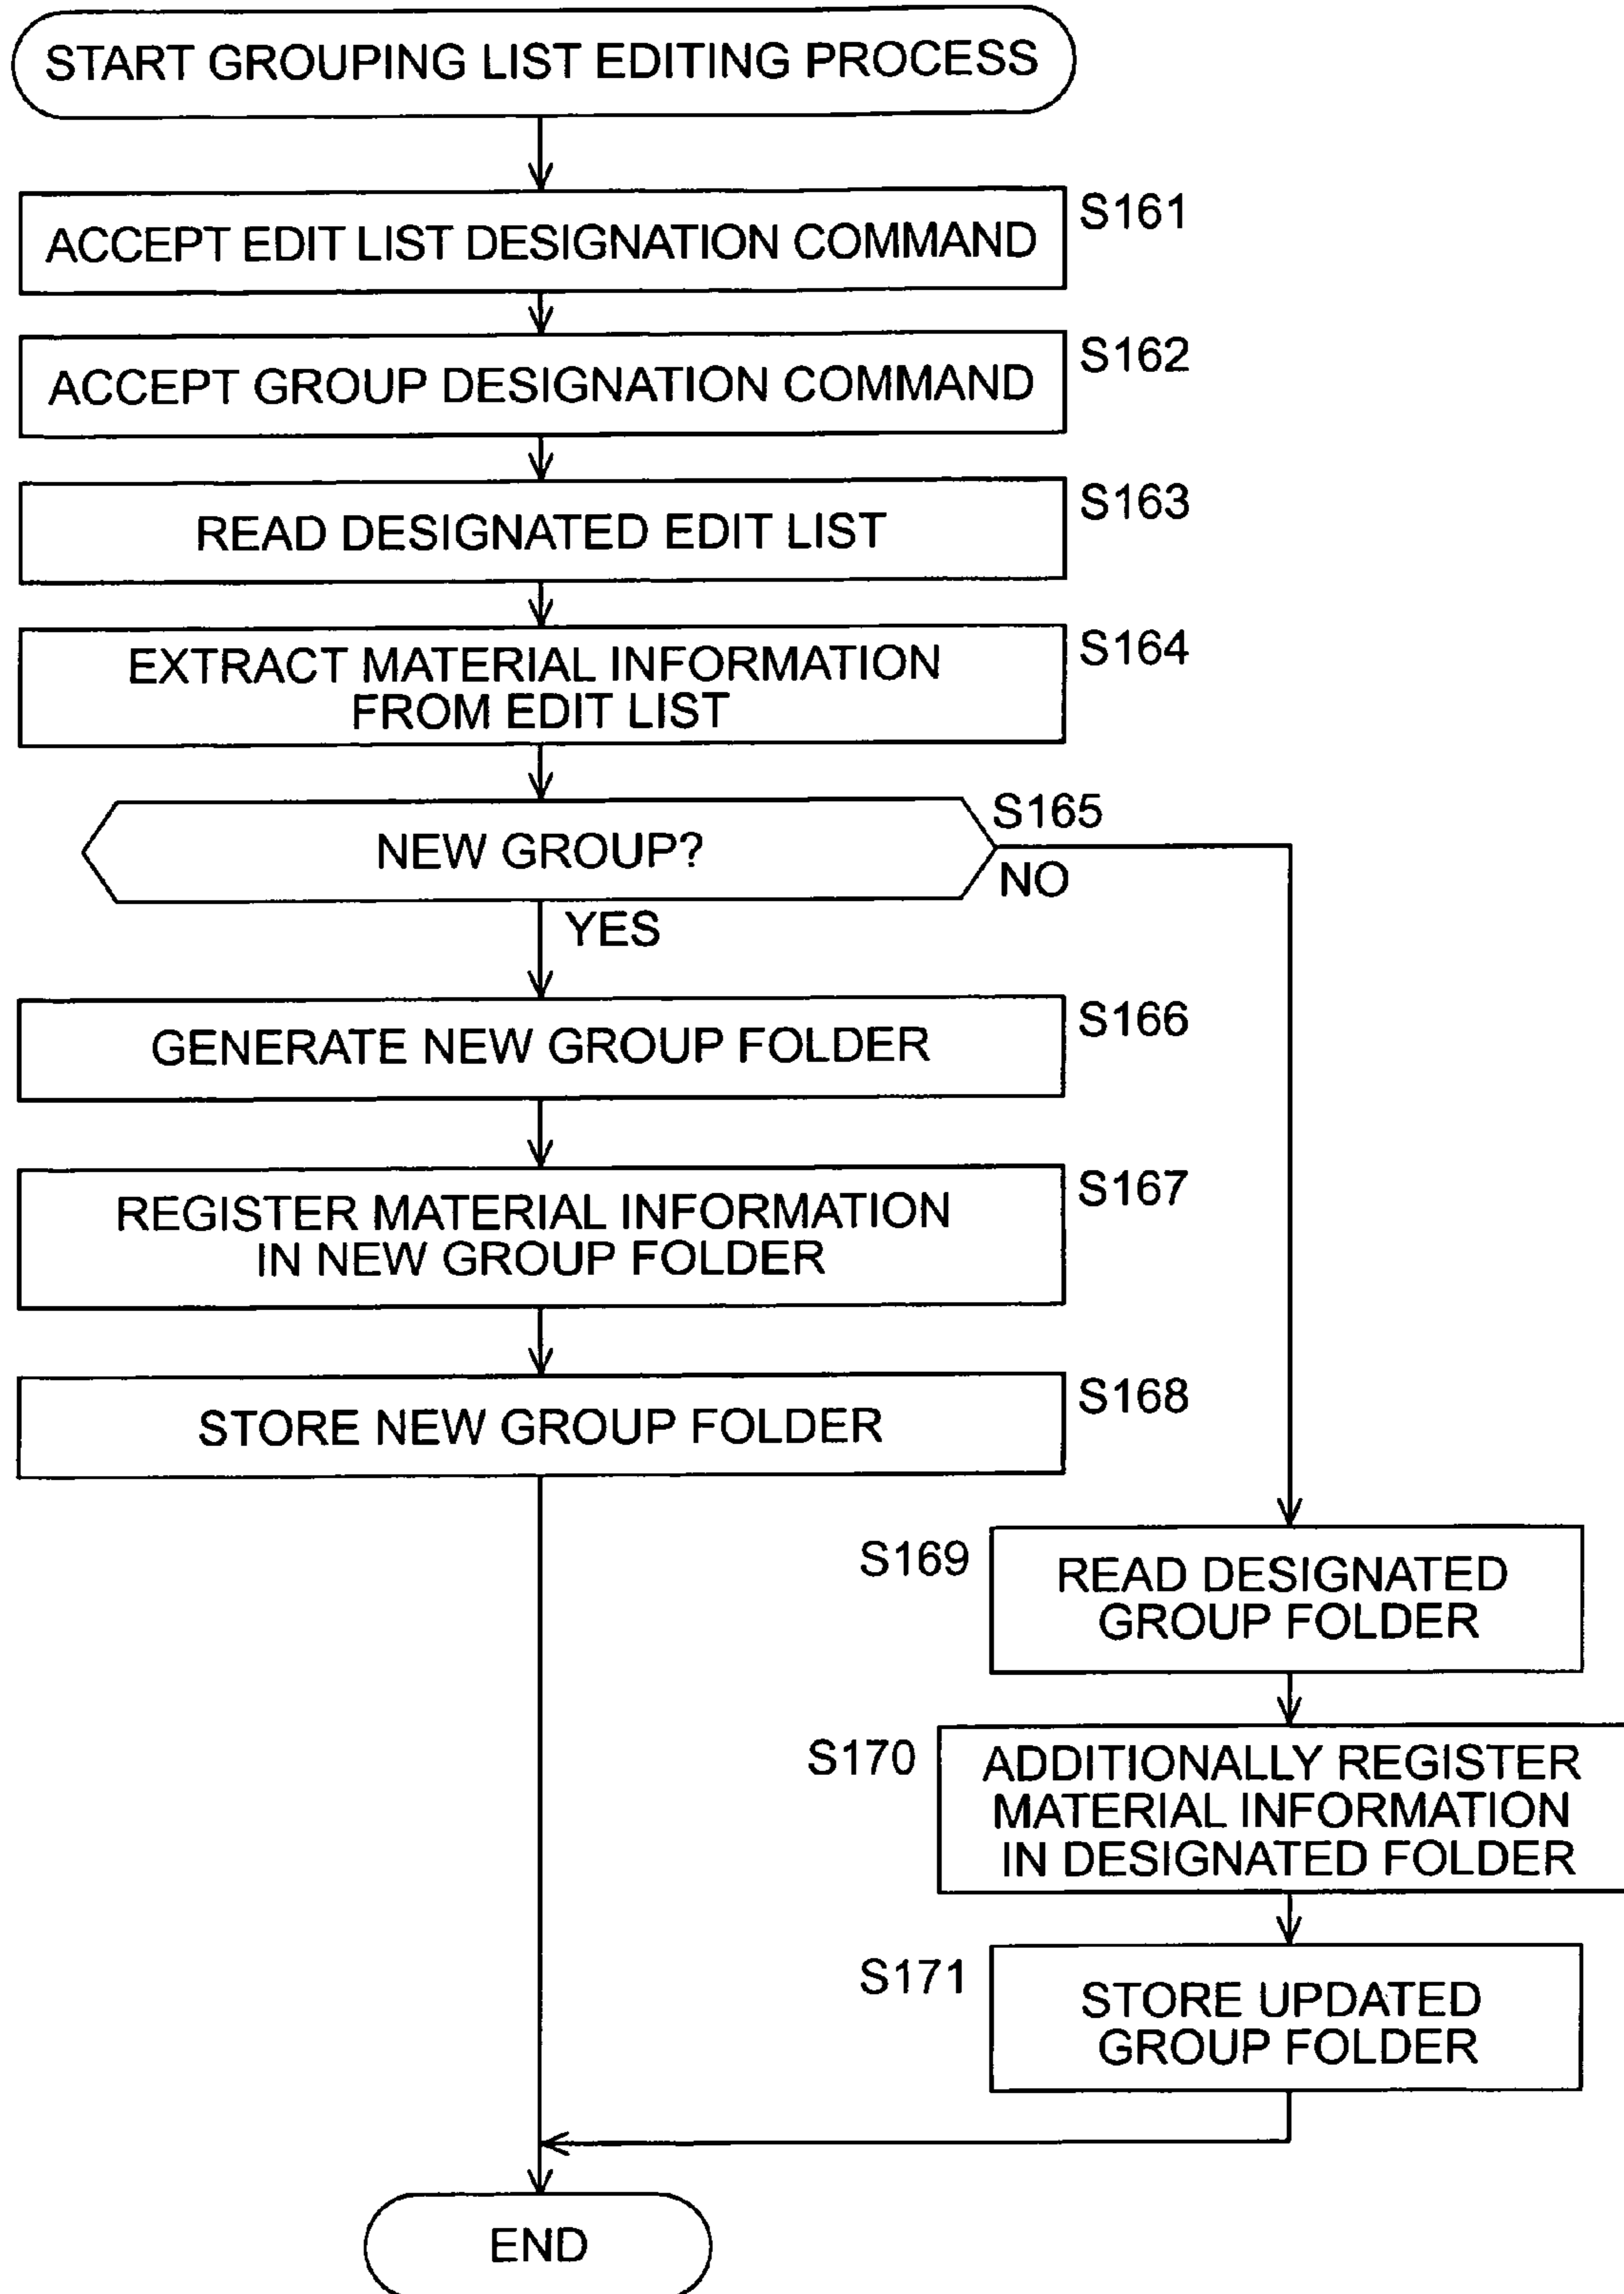 START GROUPING LIST EDITING PROCESS
S161
ACCEPT EDIT LIST DESIGNATION COMMAND
S162
ACCEPT GROUP DESIGNATION COMMAND
S163
READ DESIGNATED EDIT LIST
S164
EXTRACT MATERIAL INFORMATION
FROM EDIT LIST
S165
NEW GROUP?
NO
YES
S166
GENERATE NEW GROUP FOLDER
S167
REGISTER MATERIAL INFORMATION
IN NEW GROUP FOLDER
S168
STORE NEW GROUP FOLDER
S169
READ DESIGNATED
GROUP FOLDER
S170
ADDITIONALLY REGISTER
MATERIAL INFORMATION
IN DESIGNATED FOLDER
S171
STORE UPDATED
GROUP FOLDER
END